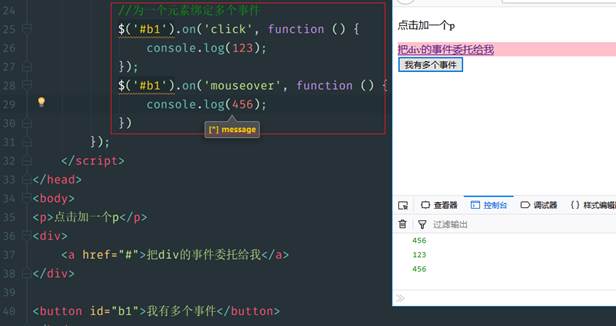 24 //为一个元素绑定多个事件
25 $('#b1').on('click', function () {
26 console.log(123);
27 });
28 $('#b1').on('mouseover', function () {
29 console.log(456);
30 })
[*] message
31 });
32 </script>
33 </head>
34 <body>
35 <p>点击加一个p</p>
36 <div>
37 <a href="#">把div的事件委托给我</a>
38 </div>
39
40 <button id="b1">我有多个事件</button>
点击加一个p
把div的事件委托给我
我有多个事件
查看器 控制台 调试器 {} 样式编辑
过滤输出
456
123
456